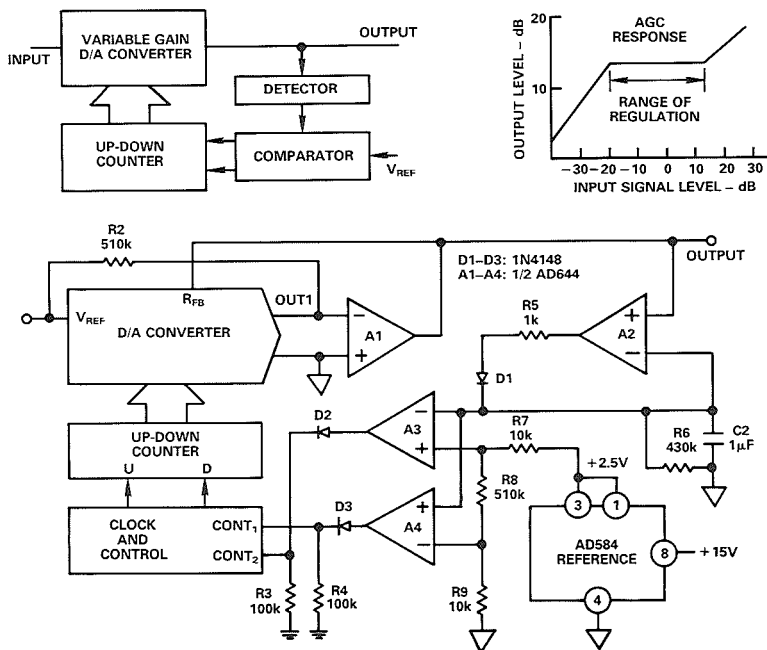 INPUT
VARIABLE GAIN
D/A CONVERTER
OUTPUT
DETECTOR
UP-DOWN
COUNTER
COMPARATOR
VREF
OUTPUT LEVEL – dB
20
10
0
AGC
RESPONSE
RANGE OF
REGULATION
–30 –20 –10 0 10 20 30
INPUT SIGNAL LEVEL – dB
R2
510k
D1–D3: 1N4148
A1–A4: 1/2 AD644
OUTPUT
RFB
OUT1
VREF
D/A CONVERTER
–
A1
+
R5
1k
+
A2
–
D1
UP-DOWN
COUNTER
U D
D2
–
A3
+
R7
10k
R6
430k
C2
1µF
+2.5V
R8
510k
CLOCK
AND
CONTROL
CONT1
CONT2
D3
+
A4
–
3
1
AD584
REFERENCE
8
+15V
4
R3
100k
R4
100k
R9
10k